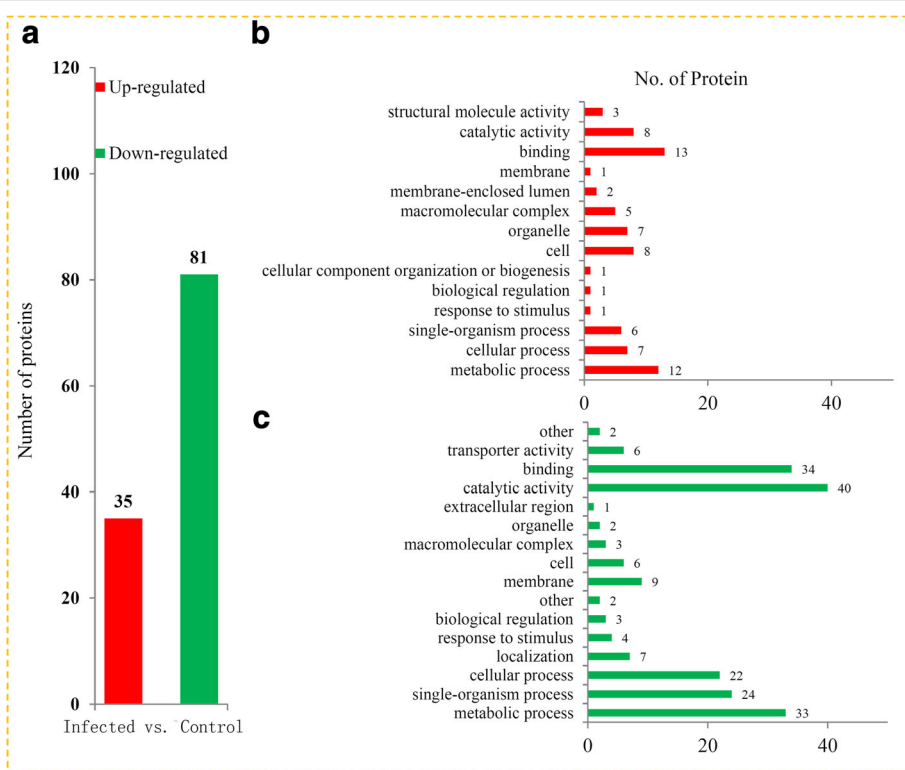 a
120
Up-regulated
Down-regulated
100
81
80
60
40
35
20
0
Number of proteins
Infected vs. Control
b
No. of Protein
structural molecule activity 3
catalytic activity 8
binding 13
membrane 1
membrane-enclosed lumen 2
macromolecular complex 5
organelle 7
cell 8
cellular component organization or biogenesis 1
biological regulation 1
response to stimulus 1
single-organism process 6
cellular process 7
metabolic process 12
0 20 40
c
other 2
transporter activity 6
binding 34
catalytic activity 40
extracellular region 1
organelle 2
macromolecular complex 3
cell 6
membrane 9
other 2
biological regulation 3
response to stimulus 4
localization 7
cellular process 22
single-organism process 24
metabolic process 33
0 20 40